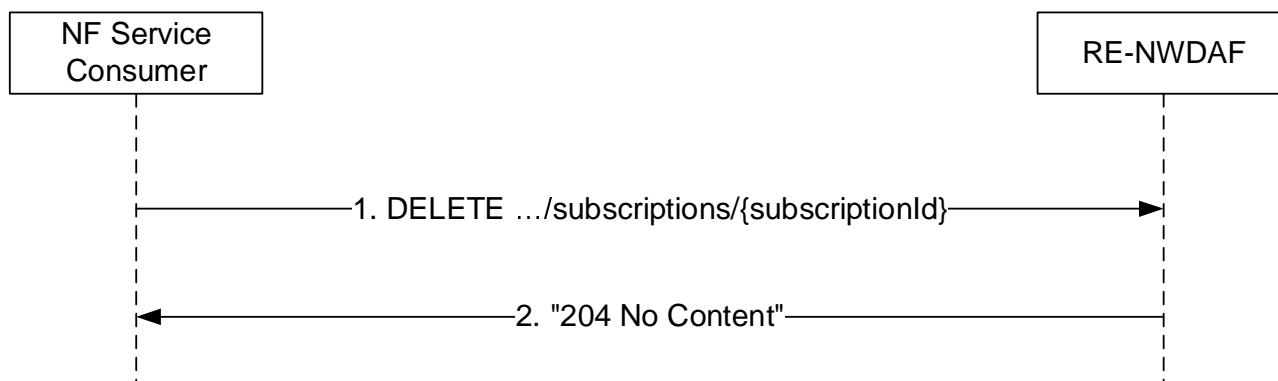 NF Service
Consumer
RE-NWDAF
1. DELETE …/subscriptions/{subscriptionId}
2. "204 No Content"